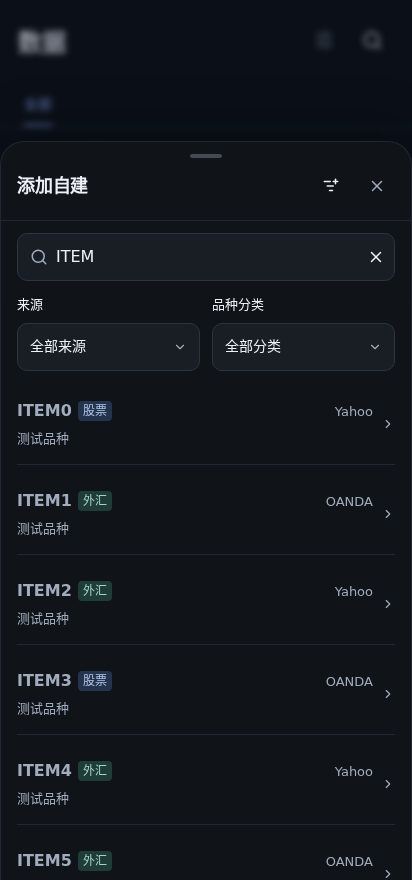 数据
全部
添加自建
ITEM
来源
品种分类
全部来源
全部分类
ITEM0 股票 Yahoo
测试品种
ITEM1 外汇 OANDA
测试品种
ITEM2 外汇 Yahoo
测试品种
ITEM3 股票 OANDA
测试品种
ITEM4 外汇 Yahoo
测试品种
ITEM5 外汇 OANDA